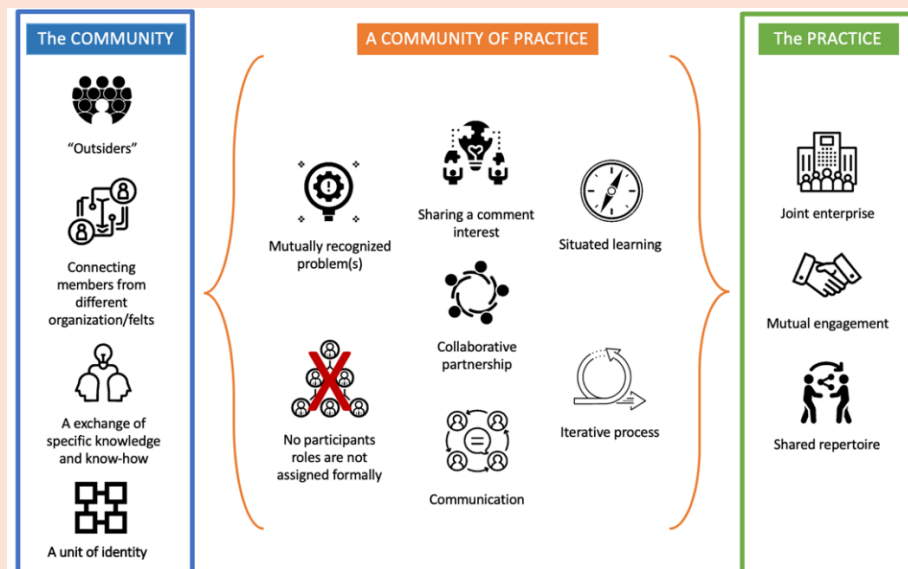 The COMMUNITY
"Outsiders"
Connecting
members from
different
organization/felts
A exchange of
specific knowledge
and know-how
A unit of identity
A COMMUNITY OF PRACTICE
Mutually recognized
problem(s)
No participants
roles are not
assigned formally
Sharing a comment
interest
Collaborative
partnership
Communication
Situated learning
Iterative process
The PRACTICE
Joint enterprise
Mutual engagement
Shared repertoire